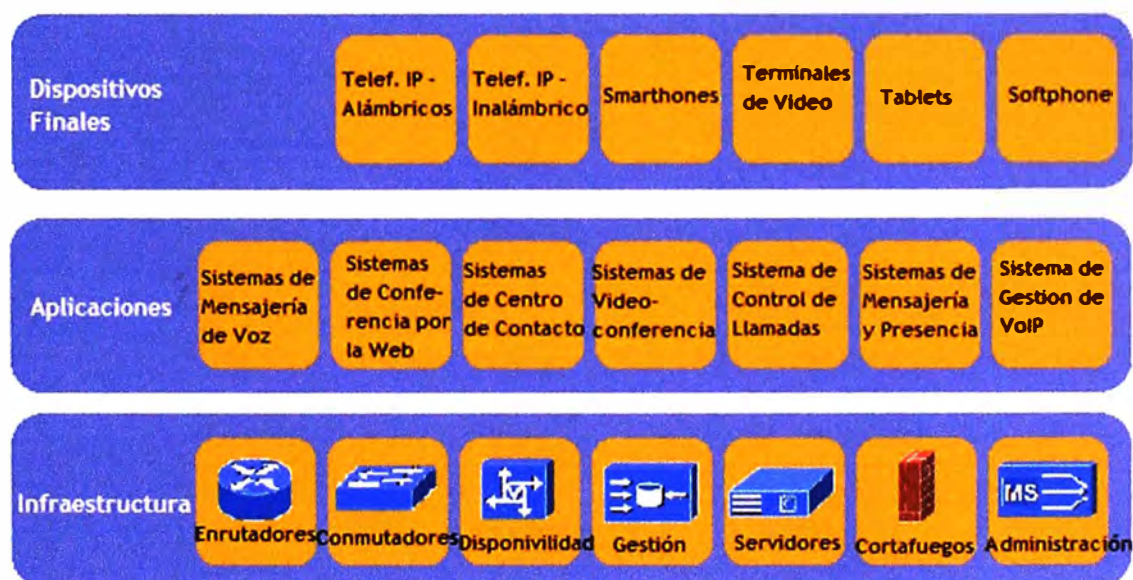 Dispositivos
Finales
Telef. IP -
Alámbricos
Telef. IP -
Inalámbrico
Smarthones
Terminales
de Video
Tablets
Softphone
Aplicaciones
Sistemas de
Mensajería
de Voz
Sistemas
de Confe-
rencia por
la Web
Sistemas
de Centro
de Contacto
Sistemas de
Video-
conferencia
Sistema de
Control de
Llamadas
Sistemas de
Mensajería
y Presencia
Sistema de
Gestion de
VoIP
Infraestructura
Enrutadores
Conmutadores
Disponivilidad
Gestión
Servidores
Cortafuegos
MS
Administración